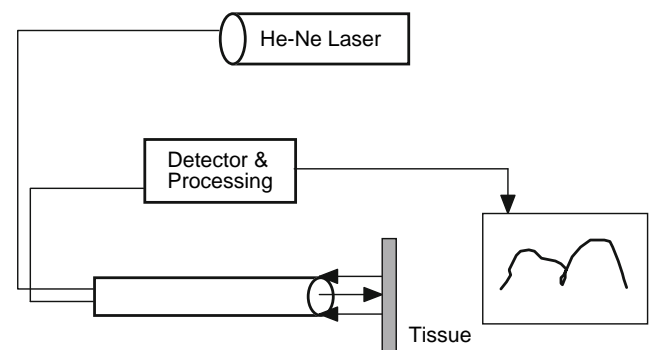 He-Ne Laser
Detector &
Processing
Tissue